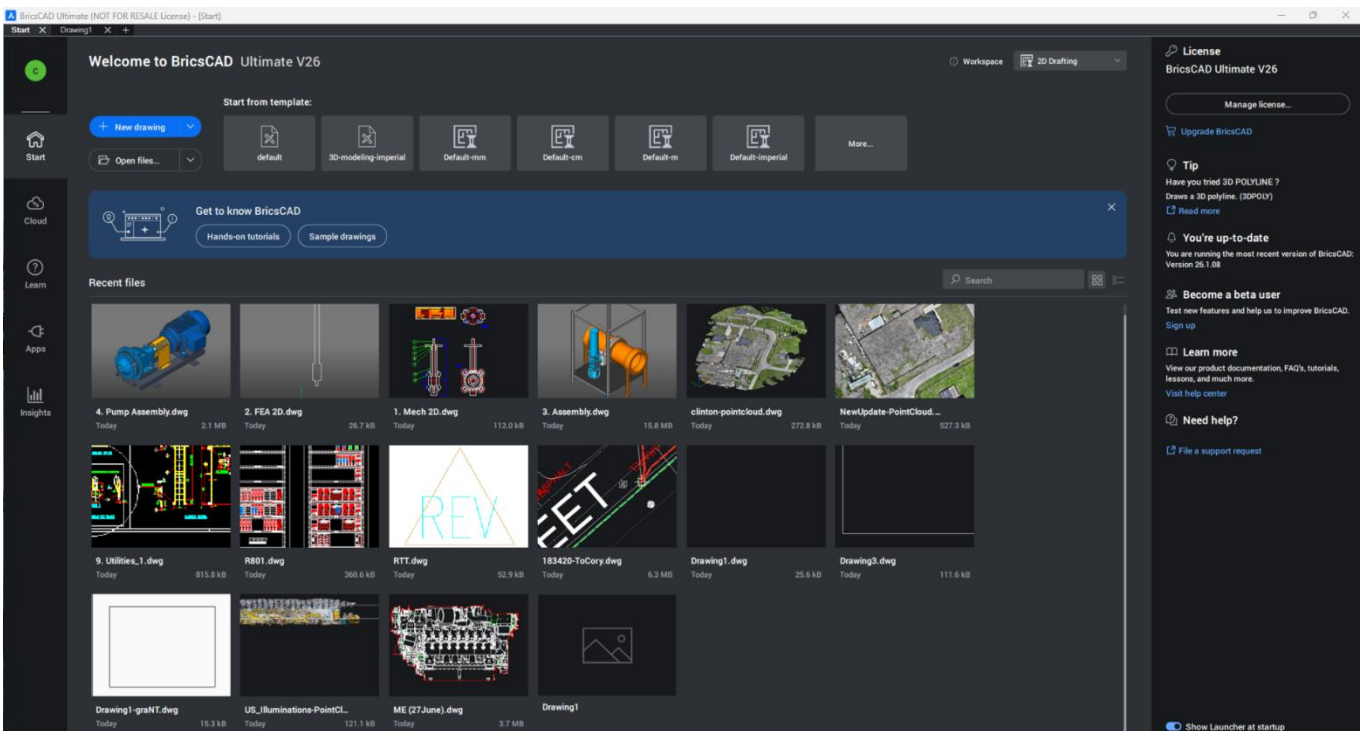 BricsCAD Ultimate (NOT FOR RESALE License) - [Start]
Start
Drawing1
C
Start
Cloud
Learn
Apps
Insights
Welcome to BricsCAD Ultimate V26
Workspace
2D Drafting
Start from template:
New drawing
Open files...
default
3D-modeling-imperial
Default-mm
Default-cm
Default-m
Default-imperial
More...
Get to know BricsCAD
Hands-on tutorials
Sample drawings
Recent files
Search
4. Pump Assembly.dwg
Today 2.1 MB
2. FEA 2D.dwg
Today 26.7 kB
1. Mech 2D.dwg
Today 112.0 kB
3. Assembly.dwg
Today 15.8 MB
clinton-pointcloud.dwg
Today 272.8 kB
NewUpdate-PointCloud....
Today 527.3 kB
9. Utilities_1.dwg
Today 815.8 kB
R801.dwg
Today 360.6 kB
REV
RTT.dwg
Today 52.9 kB
EET
183420-ToCory.dwg
Today 6.3 MB
Drawing1.dwg
Today 25.6 kB
Drawing3.dwg
Today 111.6 kB
Drawing1-graNT.dwg
Today 15.3 kB
US_Illuminations-PointCl...
Today 121.1 kB
ME (27June).dwg
Today 3.7 MB
Drawing1
License
BricsCAD Ultimate V26
Manage license...
Upgrade BricsCAD
Tip
Have you tried 3D POLYLINE ?
Draws a 3D polyline. (3DPOLY)
Read more
You're up-to-date
You are running the most recent version of BricsCAD:
Version 26.1.08
Become a beta user
Test new features and help us to improve BricsCAD.
Sign up
Learn more
View our product documentation, FAQ's, tutorials,
lessons, and much more.
Visit help center
Need help?
File a support request
Show Launcher at startup